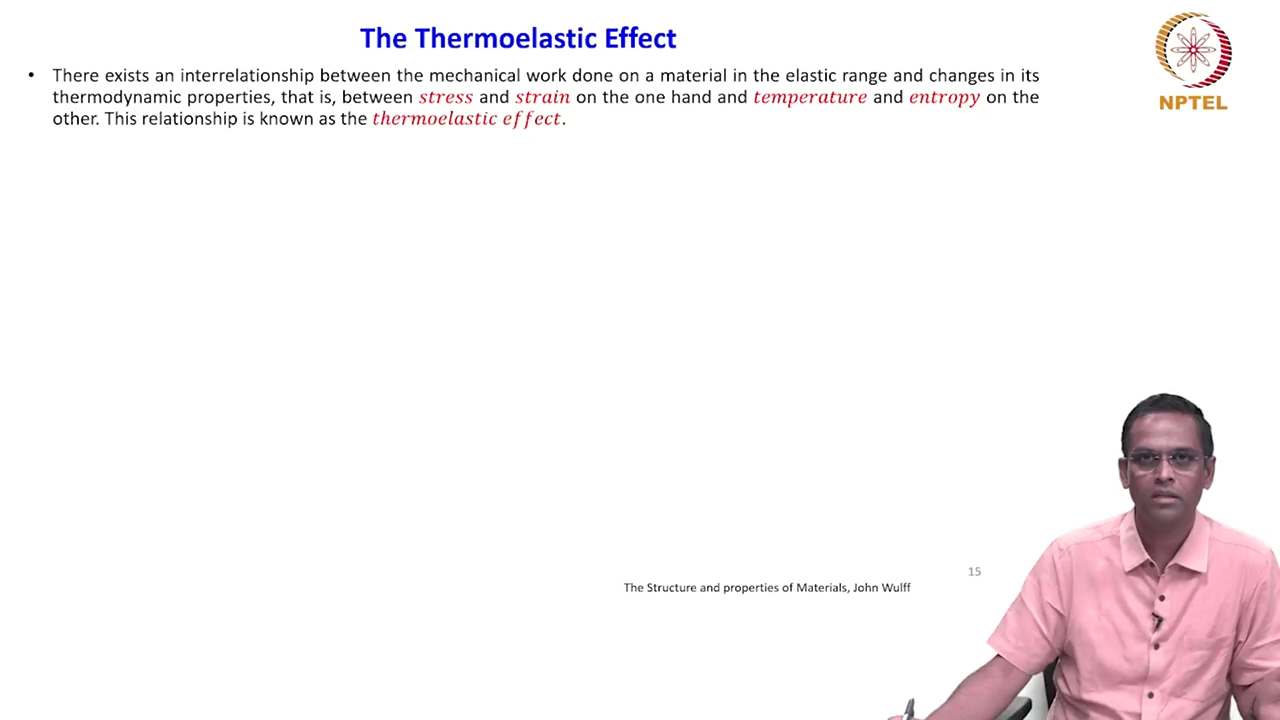 The Thermoelastic Effect
• There exists an interrelationship between the mechanical work done on a material in the elastic range and changes in its
thermodynamic properties, that is, between stress and strain on the one hand and temperature and entropy on the
other. This relationship is known as the thermoelastic effect.
NPTEL
15
The Structure and properties of Materials, John Wulff